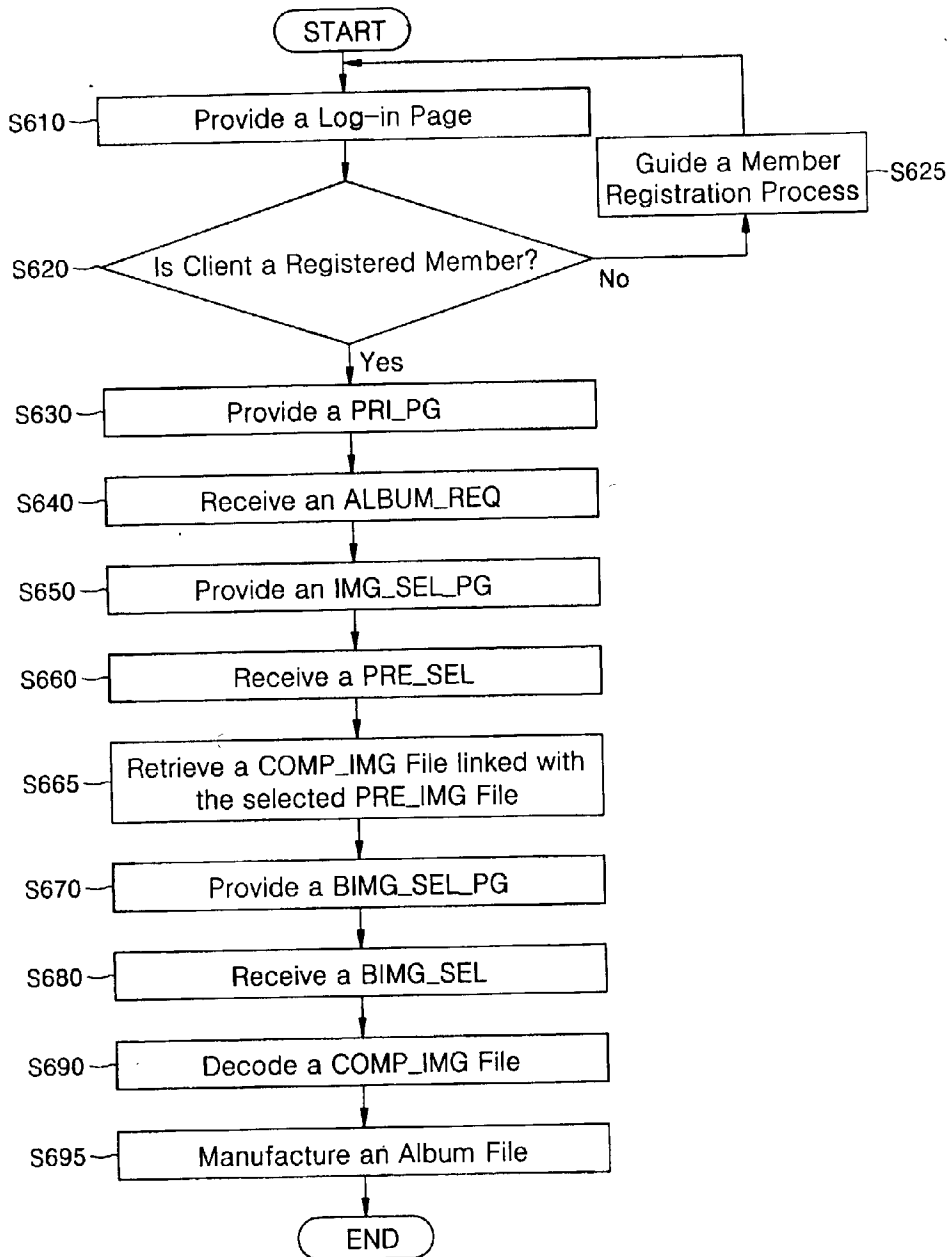 START
S610
Provide a Log-in Page
Guide a Member
Registration Process
S625
S620
Is Client a Registered Member?
No
Yes
S630
Provide a PRI_PG
S640
Receive an ALBUM_REQ
S650
Provide an IMG_SEL_PG
S660
Receive a PRE_SEL
S665
Retrieve a COMP_IMG File linked with
the selected PRE_IMG File
S670
Provide a BIMG_SEL_PG
S680
Receive a BIMG_SEL
S690
Decode a COMP_IMG File
S695
Manufacture an Album File
END